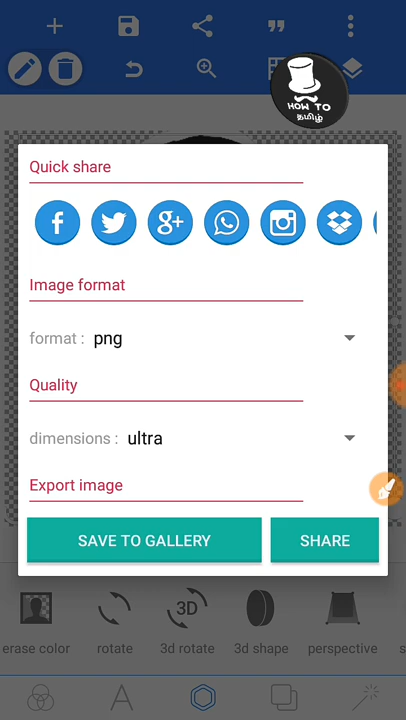 HOW TO
தமிழ்
Quick share
Image format
format : png
Quality
dimensions : ultra
Export image
SAVE TO GALLERY
SHARE
3D
erase color
rotate
3d rotate
3d shape
perspective